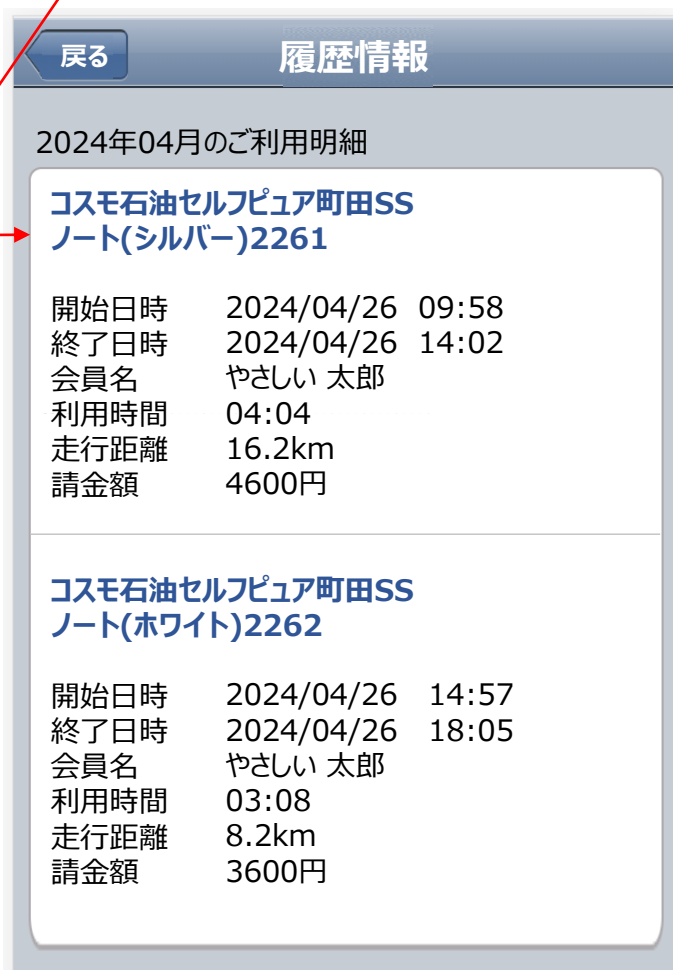 戻る
履歴情報
2024年04月のご利用明細
コスモ石油セルフピュア町田SS
ノート(シルバー)2261
開始日時 2024/04/26 09:58
終了日時 2024/04/26 14:02
会員名 やさしい 太郎
利用時間 04:04
走行距離 16.2km
請金額 4600円
コスモ石油セルフピュア町田SS
ノート(ホワイト)2262
開始日時 2024/04/26 14:57
終了日時 2024/04/26 18:05
会員名 やさしい 太郎
利用時間 03:08
走行距離 8.2km
請金額 3600円